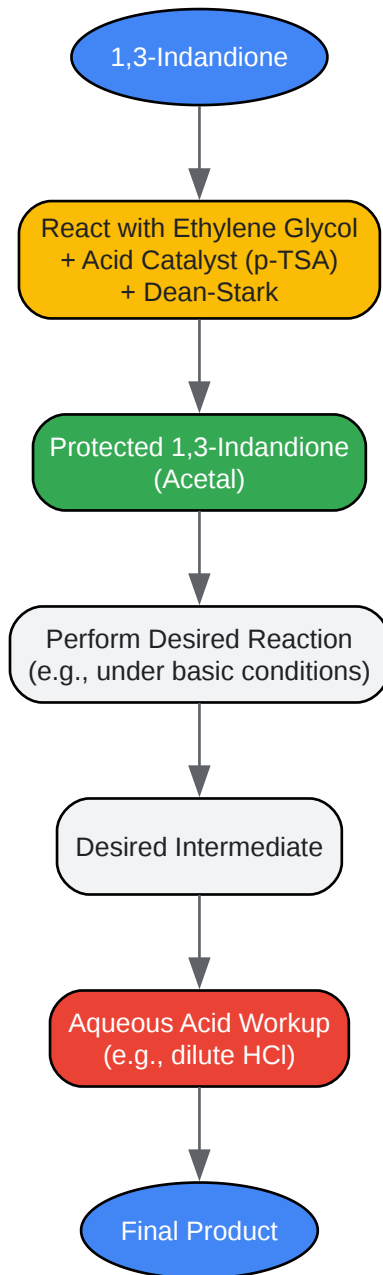 1,3-Indandione
React with Ethylene Glycol
+ Acid Catalyst (p-TSA)
+ Dean-Stark
Protected 1,3-Indandione
(Acetal)
Perform Desired Reaction
(e.g., under basic conditions)
Desired Intermediate
Aqueous Acid Workup
(e.g., dilute HCl)
Final Product